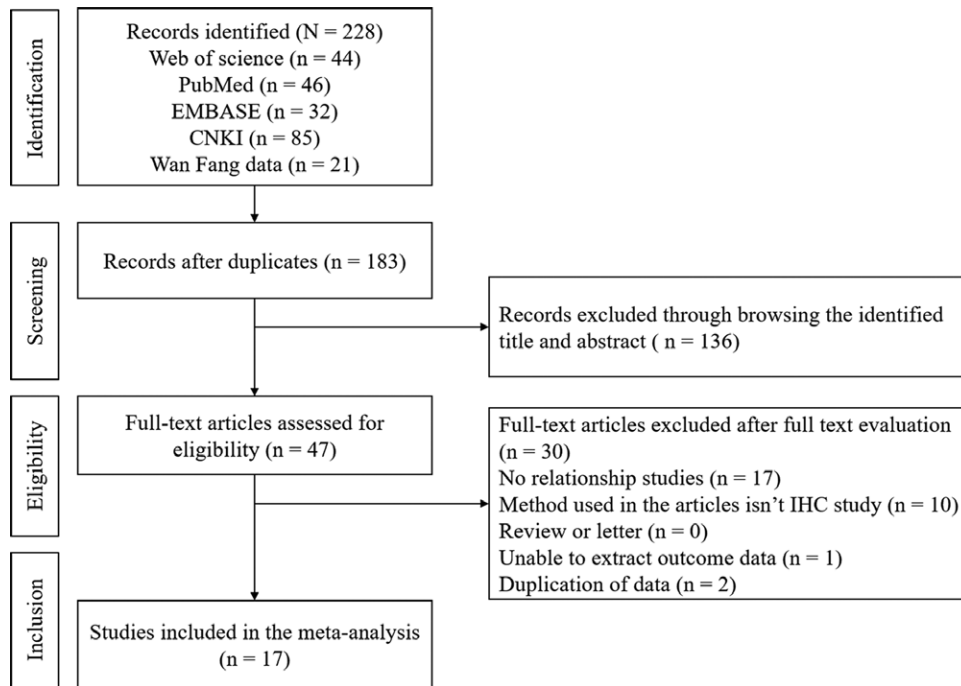 Identification
Records identified (N = 228)
Web of science (n = 44)
PubMed (n = 46)
EMBASE (n = 32)
CNKI (n = 85)
Wan Fang data (n = 21)
Screening
Records after duplicates (n = 183)
Records excluded through browsing the identified
title and abstract ( n = 136)
Eligibility
Full-text articles assessed for
eligibility (n = 47)
Full-text articles excluded after full text evaluation
(n = 30)
No relationship studies (n = 17)
Method used in the articles isn’t IHC study (n = 10)
Review or letter (n = 0)
Unable to extract outcome data (n = 1)
Duplication of data (n = 2)
Inclusion
Studies included in the meta-analysis
(n = 17)